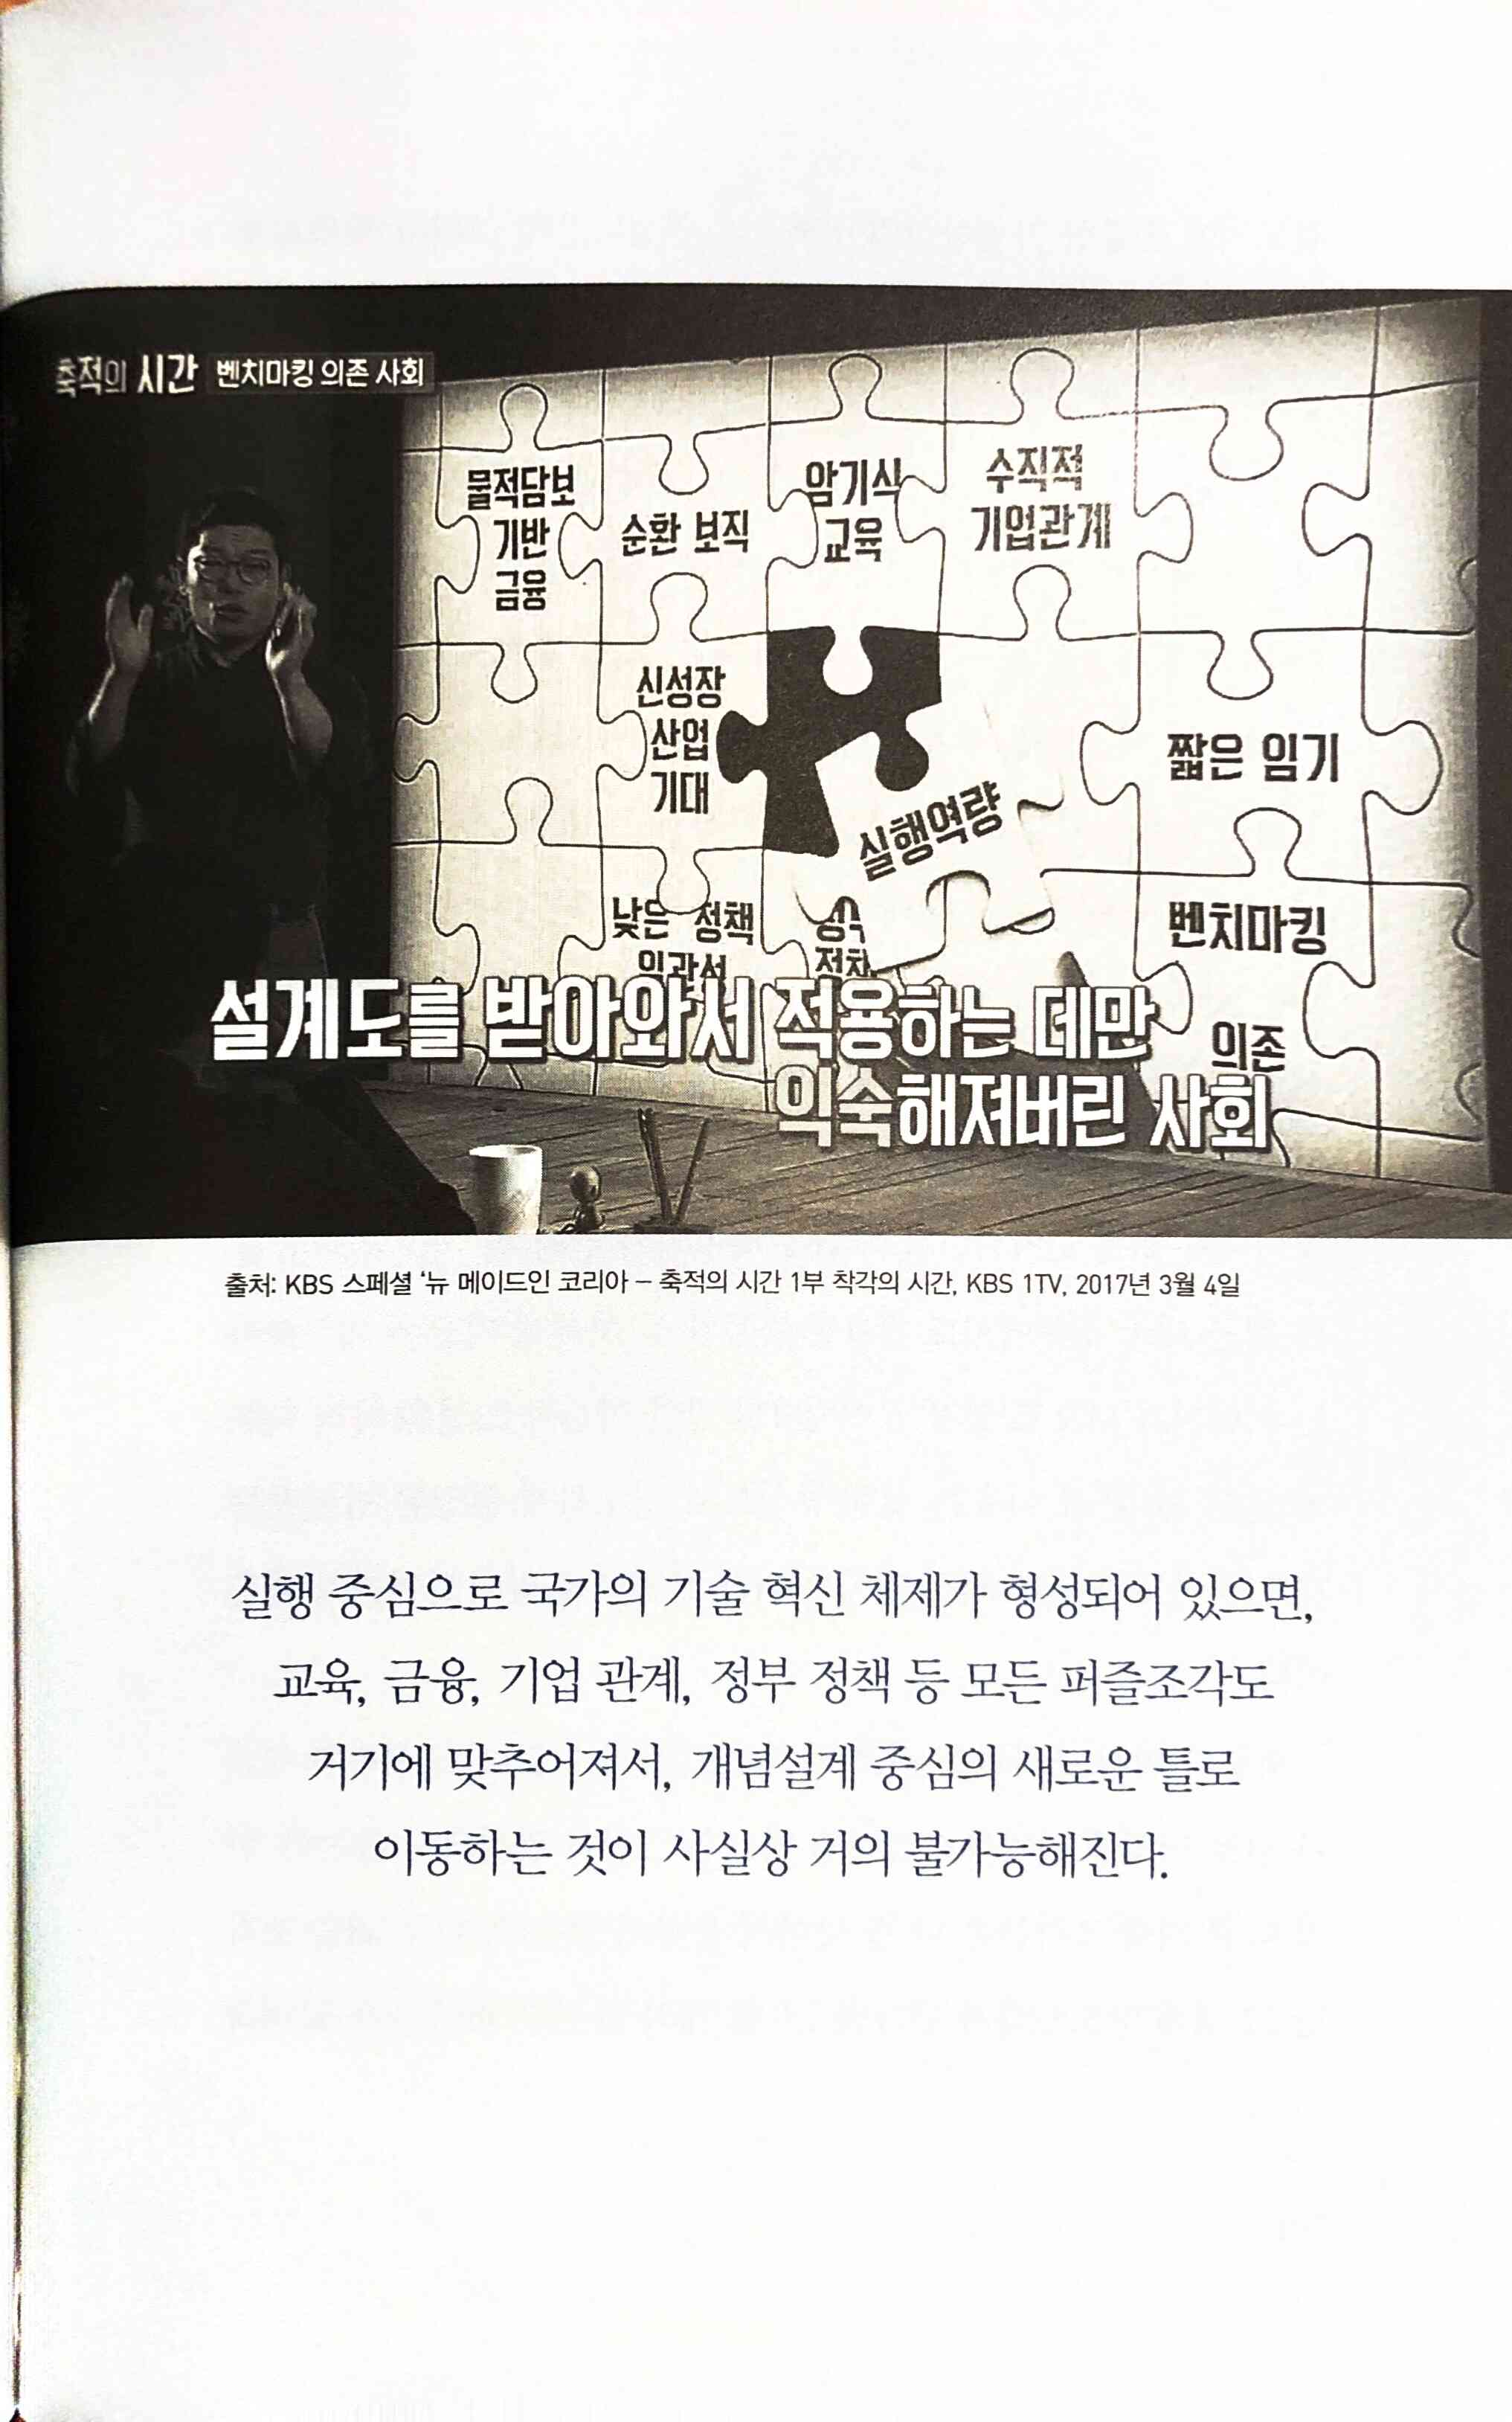 축적의 시간 벤치마킹 의존 사회
물적담보
기반
금융
순환 보직
암기식
교육
수직적
기업관계
신성장
산업
기대
실행역량
짧은 임기
낮은 정책
벤치마킹
의존
설계도를 받아와서 적용하는 데만
익숙해져버린 사회
출처: KBS 스페셜 ‘뉴 메이드인 코리아 – 축적의 시간 1부 착각의 시간, KBS 1TV, 2017년 3월 4일
실행 중심으로 국가의 기술 혁신 체제가 형성되어 있으면,
교육, 금융, 기업 관계, 정부 정책 등 모든 퍼즐조각도
거기에 맞추어져서, 개념설계 중심의 새로운 틀로
이동하는 것이 사실상 거의 불가능해진다.